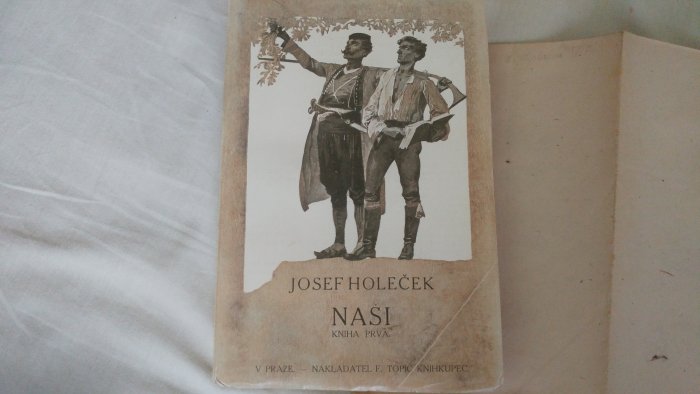 JOSEF HOLEČEK
NAŠI
KNIHA PRVÁ.
V PRAZE. — NAKLADATEL F. TOPIČ KNIHKUPEC.